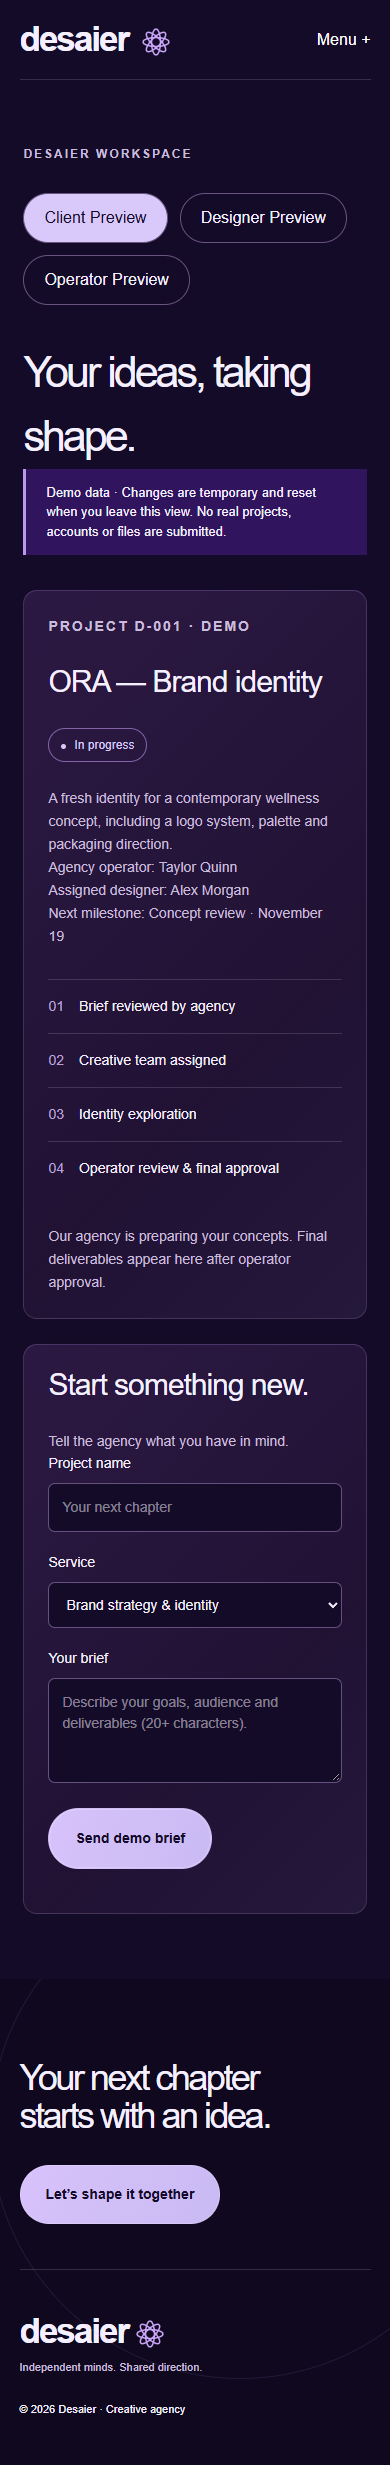 desaier
Menu +
DESAIER WORKSPACE
Client Preview
Designer Preview
Operator Preview
Your ideas, taking
shape.
Demo data · Changes are temporary and reset
when you leave this view. No real projects,
accounts or files are submitted.
PROJECT D-001 · DEMO
ORA — Brand identity
In progress
A fresh identity for a contemporary wellness
concept, including a logo system, palette and
packaging direction.
Agency operator: Taylor Quinn
Assigned designer: Alex Morgan
Next milestone: Concept review · November
19
01 Brief reviewed by agency
02 Creative team assigned
03 Identity exploration
04 Operator review & final approval
Our agency is preparing your concepts. Final
deliverables appear here after operator
approval.
Start something new.
Tell the agency what you have in mind.
Project name
Your next chapter
Service
Brand strategy & identity
Your brief
Describe your goals, audience and
deliverables (20+ characters).
Send demo brief
Your next chapter
starts with an idea.
Let’s shape it together
desaier
Independent minds. Shared direction.
© 2026 Desaier · Creative agency